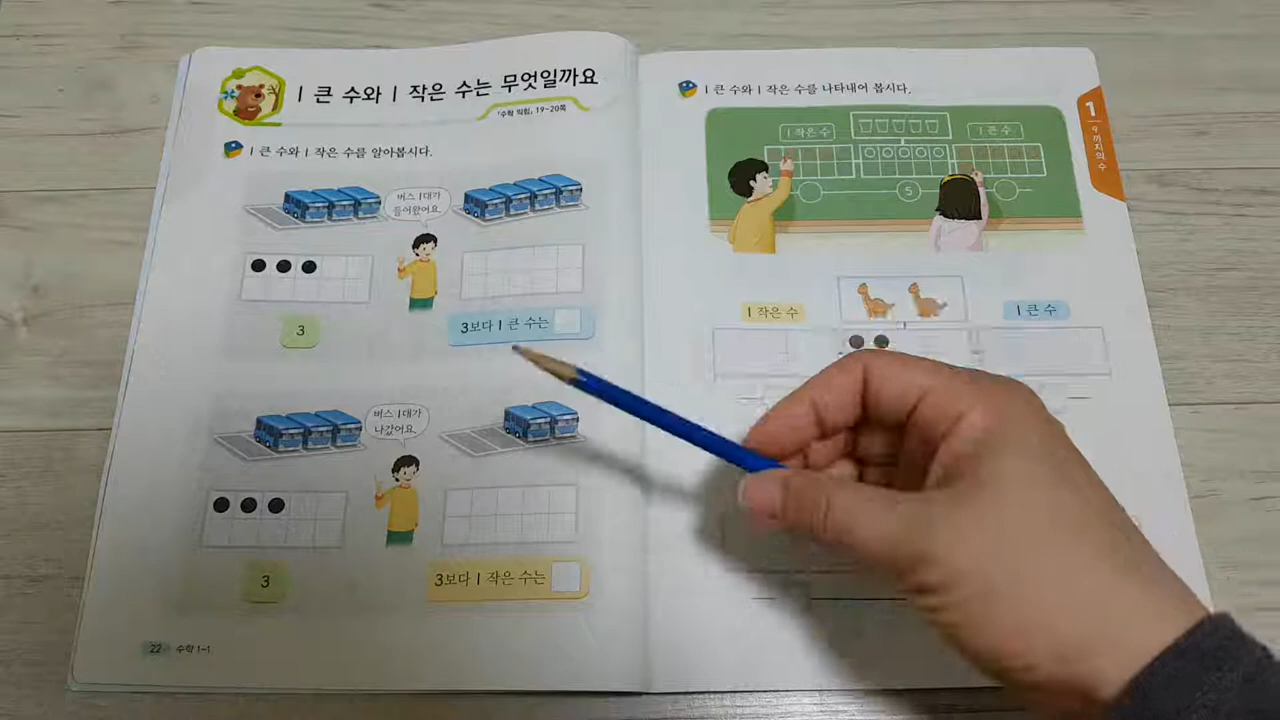 1 큰 수와 1 작은 수는 무엇일까요
「수학 익힘」 19~20쪽
1 큰 수와 1 작은 수를 알아봅시다.
버스 1대가
들어왔어요.
3
3보다 1 큰 수는
버스 1대가
나갔어요.
3
3보다 1 작은 수는
22 수학 1-1
1 큰 수와 1 작은 수를 나타내어 봅시다.
1 작은 수
1 큰 수
5
1 작은 수
1 큰 수
1
9까지의 수